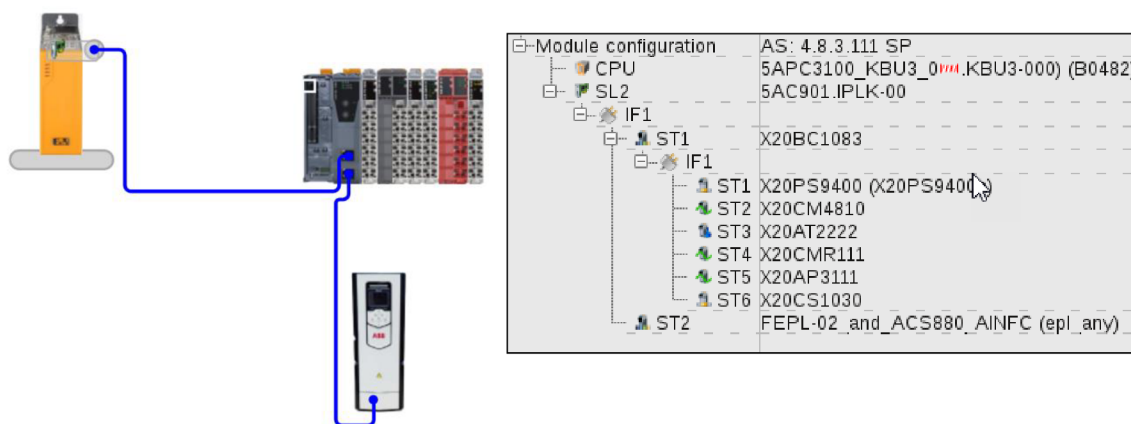 ABB
Module configuration AS: 4.8.3.111 SP
CPU 5APC3100_KBU3_0 .KBU3-000) (B0482)
SL2 5AC901.IPLK-00
IF1
ST1 X20BC1083
IF1
ST1 X20PS9400 (X20PS9400
ST2 X20CM4810
ST3 X20AT2222
ST4 X20CMR111
ST5 X20AP3111
ST6 X20CS1030
ST2 FEPL-02_and_ACS880_AINFC (epl_any)